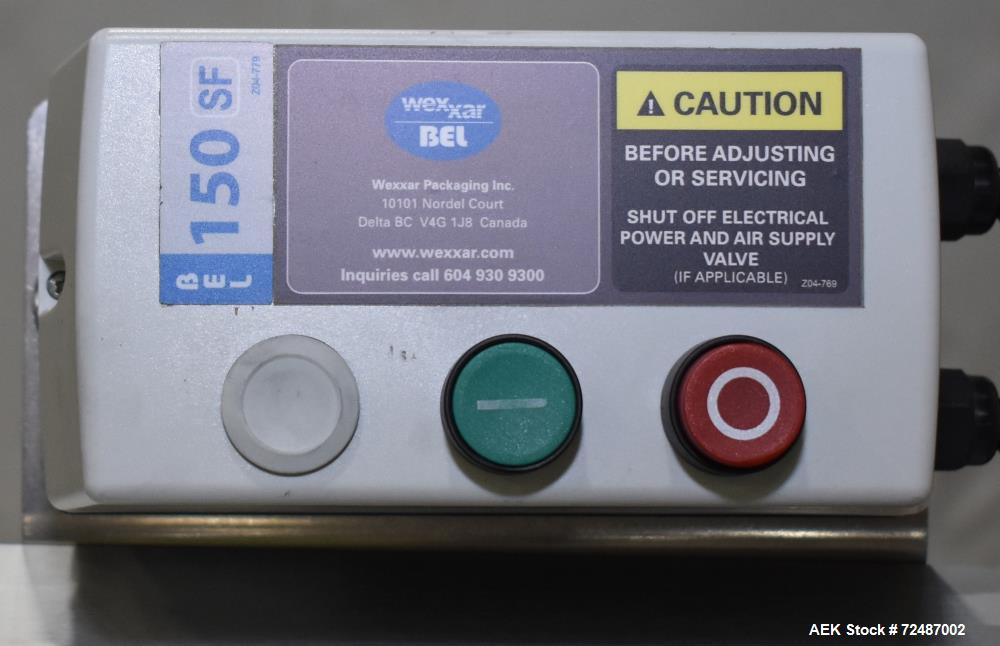 BEL 150 SF
Z04-779
wexxar
BEL
Wexxar Packaging Inc.
10101 Nordel Court
Delta BC V4G 1J8 Canada
www.wexxar.com
Inquiries call 604 930 9300
CAUTION
BEFORE ADJUSTING
OR SERVICING
SHUT OFF ELECTRICAL
POWER AND AIR SUPPLY
VALVE
(IF APPLICABLE)
Z04-769
AEK Stock # 72487002